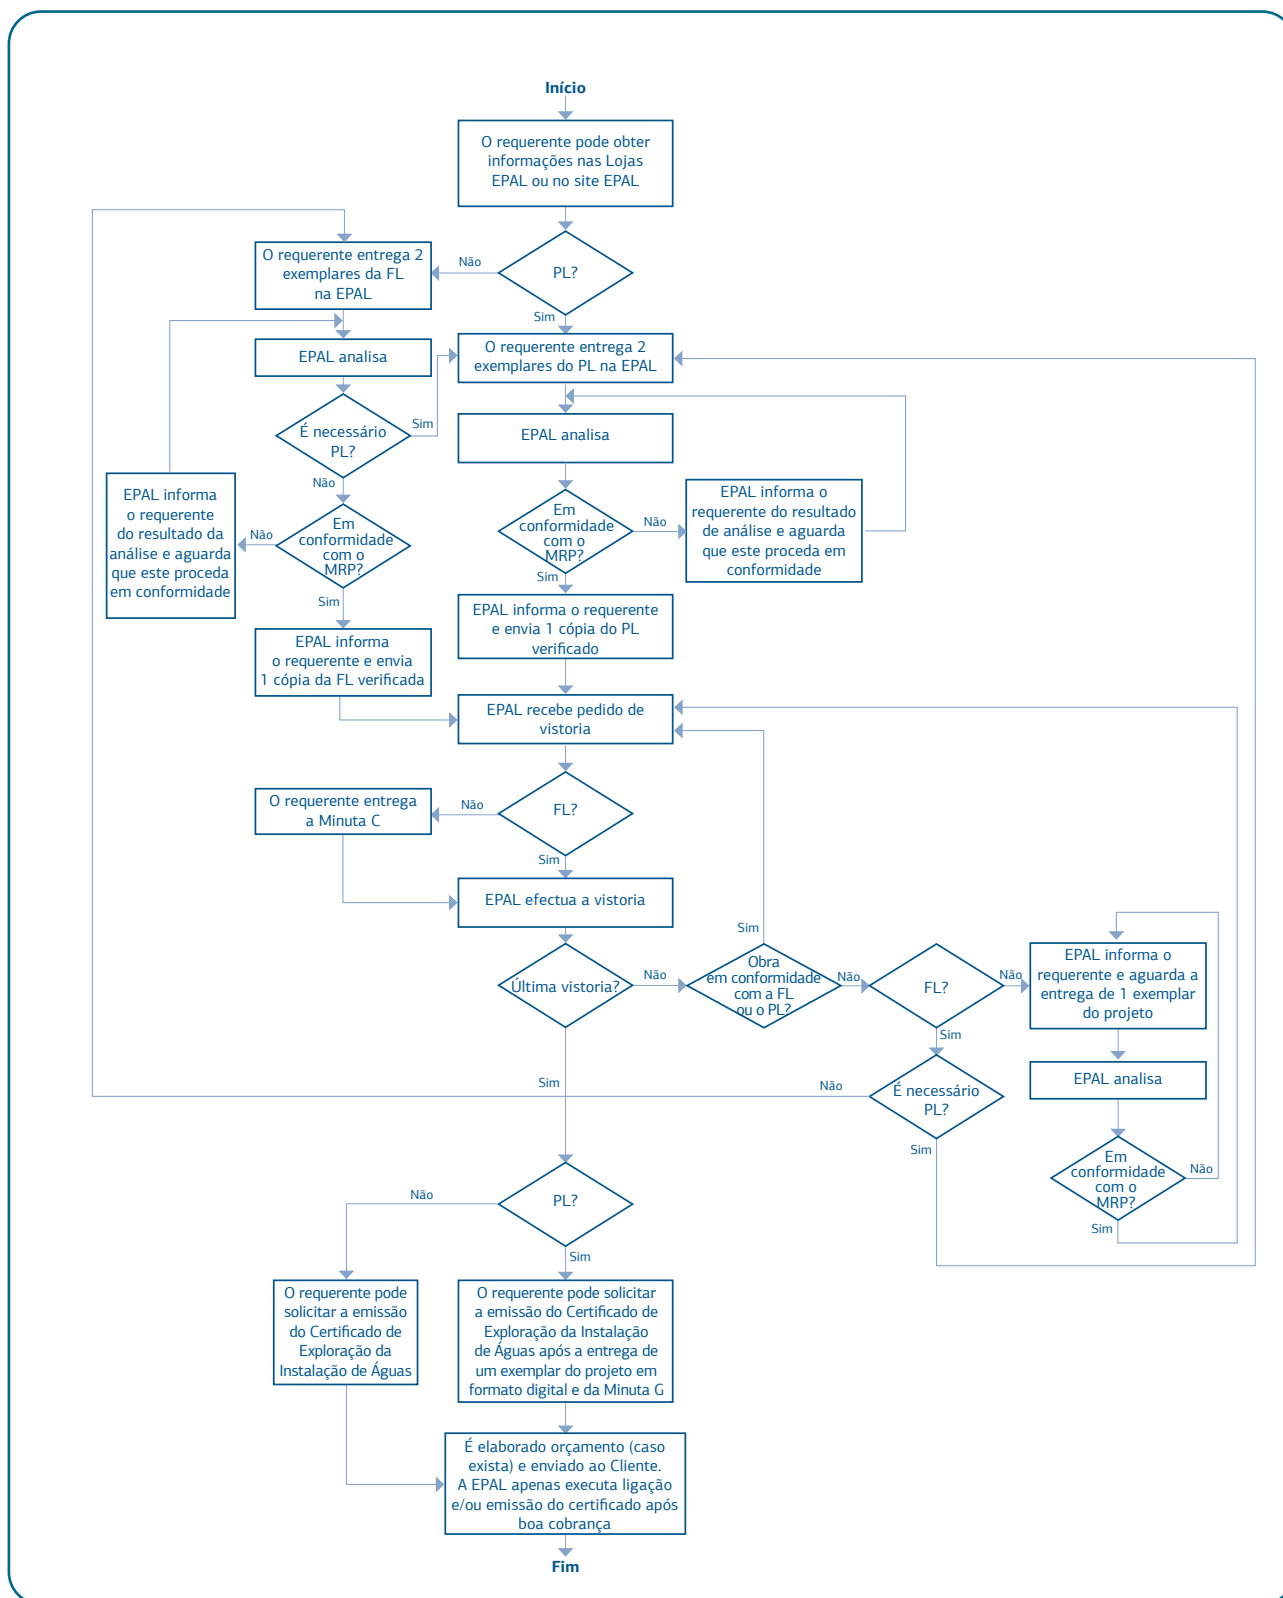 Início
O requerente pode obter
informações nas Lojas
EPAL ou no site EPAL
PL?
Não
Sim
O requerente entrega 2
exemplares da FL
na EPAL
EPAL analisa
É necessário
PL?
Sim
Não
Em
conformidade
com o
MRP?
Não
Sim
EPAL informa
o requerente
do resultado da
análise e aguarda
que este proceda
em conformidade
EPAL informa
o requerente e envia
1 cópia da FL verificada
O requerente entrega 2
exemplares do PL na EPAL
EPAL analisa
Em
conformidade
com o
MRP?
Não
Sim
EPAL informa o
requerente do resultado
de análise e aguarda
que este proceda em
conformidade
EPAL informa o requerente
e envia 1 cópia do PL
verificado
EPAL recebe pedido de
vistoria
FL?
Não
Sim
O requerente entrega
a Minuta C
EPAL efectua a vistoria
Última vistoria?
Não
Sim
Obra
em conformidade
com a FL
ou o PL?
Sim
Não
FL?
Não
Sim
EPAL informa o
requerente e aguarda a
entrega de 1 exemplar
do projeto
EPAL analisa
Em
conformidade
com o
MRP?
Não
Sim
É necessário
PL?
Não
Sim
PL?
Não
Sim
O requerente pode
solicitar a emissão
do Certificado de
Exploração da
Instalação de Águas
O requerente pode solicitar
a emissão do Certificado de
Exploração da Instalação
de Águas após a entrega de
um exemplar do projeto em
formato digital e da Minuta G
É elaborado orçamento (caso
exista) e enviado ao Cliente.
A EPAL apenas executa ligação
e/ou emissão do certificado após
boa cobrança
Fim